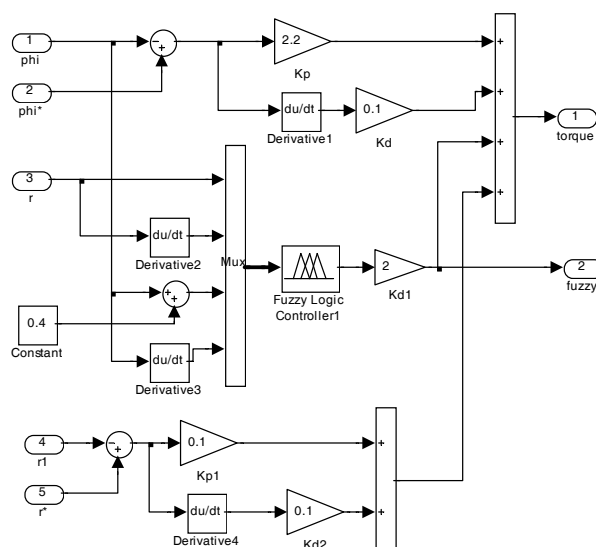 1
phi
2
phi*
-
+
2.2
Kp
du/dt
Derivative1
0.1
Kd
+
+
+
+
1
torque
3
r
du/dt
Derivative2
Mux
Fuzzy Logic
Controller1
2
Kd1
2
fuzzy
0.4
Constant
+
+
du/dt
Derivative3
4
r1
5
r*
-
+
0.1
Kp1
du/dt
Derivative4
0.1
Kd2
+
+